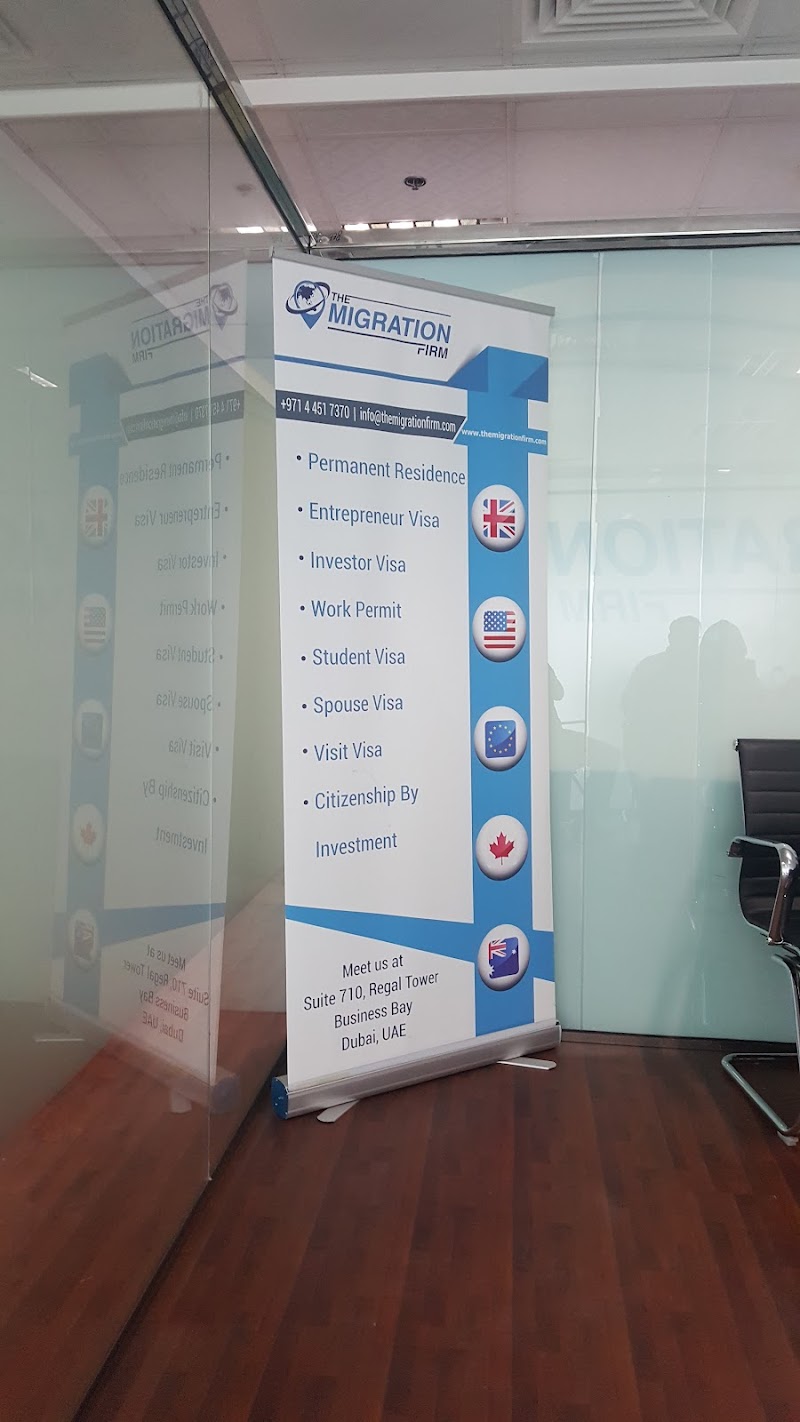 THE
MIGRATION
FIRM
+971 4 451 7370 | info@themigrationfirm.com
www.themigrationfirm.com
• Permanent Residence
• Entrepreneur Visa
• Investor Visa
• Work Permit
• Student Visa
• Spouse Visa
• Visit Visa
• Citizenship By
Investment
Meet us at
Suite 710, Regal Tower
Business Bay
Dubai, UAE